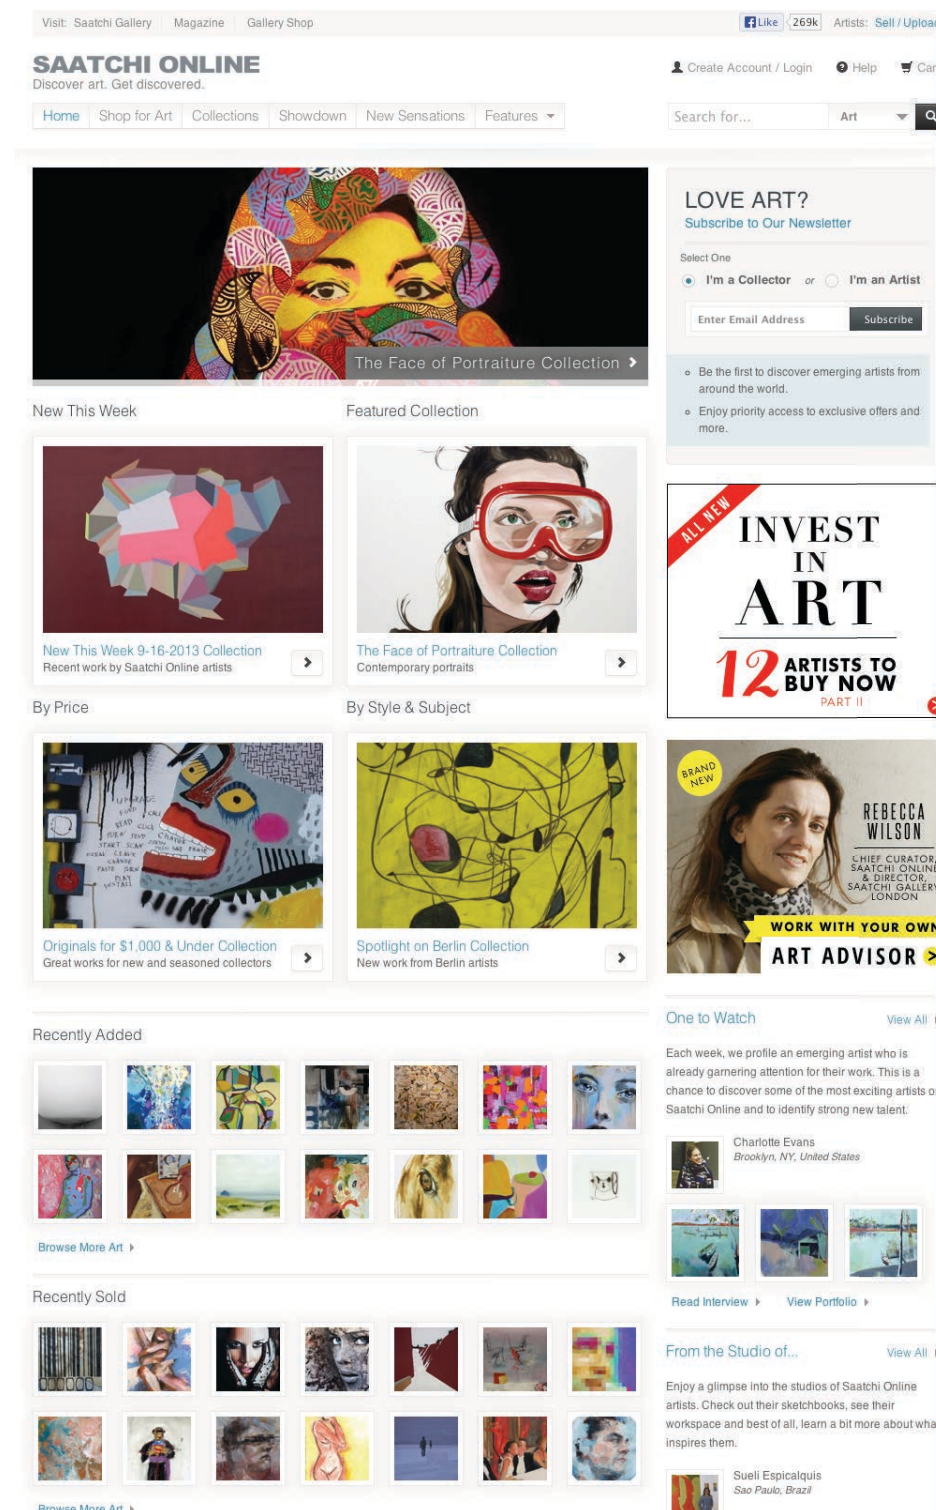 Visit: Saatchi Gallery Magazine Gallery Shop
Like 269k Artists: Sell / Upload
SAATCHI ONLINE
Discover art. Get discovered.
Create Account / Login Help Car
Home Shop for Art Collections Showdown New Sensations Features
Search for... Art
The Face of Portraiture Collection
LOVE ART?
Subscribe to Our Newsletter
Select One
I'm a Collector or I'm an Artist
Enter Email Address Subscribe
Be the first to discover emerging artists from
around the world.
Enjoy priority access to exclusive offers and
more.
New This Week
Featured Collection
New This Week 9-16-2013 Collection
Recent work by Saatchi Online artists
The Face of Portraiture Collection
Contemporary portraits
ALL NEW
INVEST
IN
ART
12 ARTISTS TO
BUY NOW
PART II
By Price
By Style & Subject
UPGRADE
CALL
READ CLICK
START SCAN
CHANGE
PLAY
Originals for $1,000 & Under Collection
Great works for new and seasoned collectors
Spotlight on Berlin Collection
New work from Berlin artists
BRAND
NEW
REBECCA
WILSON
CHIEF CURATOR,
SAATCHI ONLINE
& DIRECTOR,
SAATCHI GALLERY
LONDON
WORK WITH YOUR OWN
ART ADVISOR >
Recently Added
Browse More Art
Recently Sold
Browse More Art
One to Watch View All
Each week, we profile an emerging artist who is
already garnering attention for their work. This is a
chance to discover some of the most exciting artists o
Saatchi Online and to identify strong new talent.
Charlotte Evans
Brooklyn, NY, United States
Read Interview View Portfolio
From the Studio of... View All
Enjoy a glimpse into the studios of Saatchi Online
artists. Check out their sketchbooks, see their
workspace and best of all, learn a bit more about wha
inspires them.
Sueli Espicalquis
Sao Paulo, Brazil